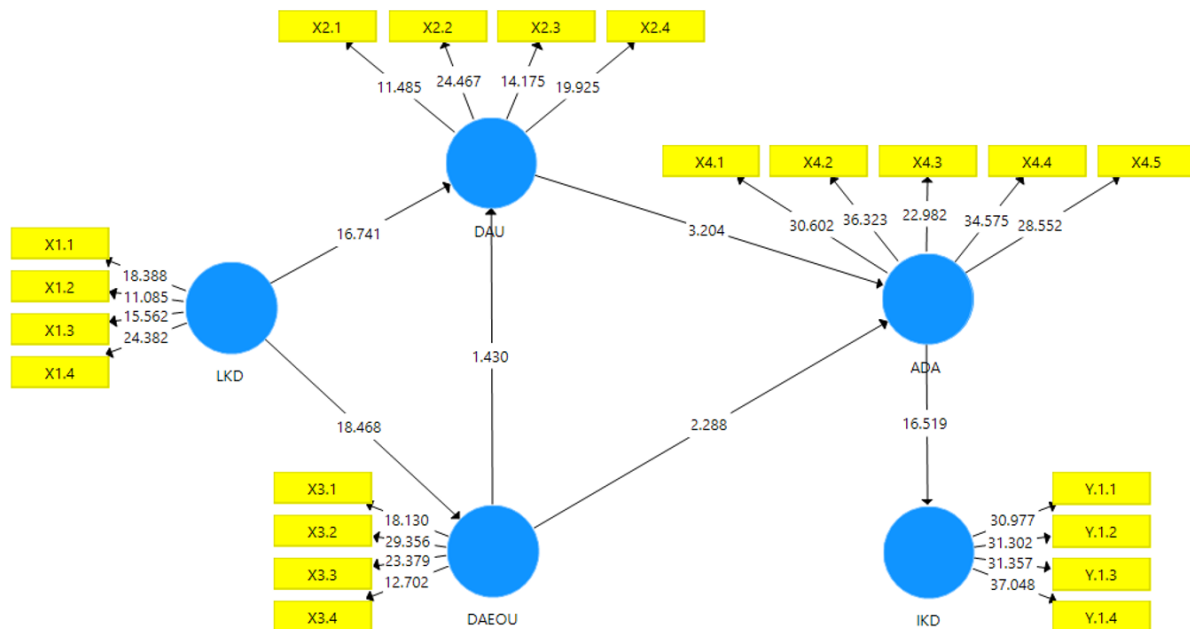 X2.1
X2.2
X2.3
X2.4
11.485
24.467
14.175
19.925
DAU
X4.1
X4.2
X4.3
X4.4
X4.5
30.602
36.323
22.982
34.575
28.552
16.741
3.204
X1.1
X1.2
X1.3
X1.4
18.388
11.085
15.562
24.382
LKD
1.430
ADA
18.468
2.288
16.519
X3.1
X3.2
X3.3
X3.4
18.130
29.356
23.379
12.702
DAEOU
Y.1.1
Y.1.2
Y.1.3
Y.1.4
30.977
31.302
31.357
37.048
IKD